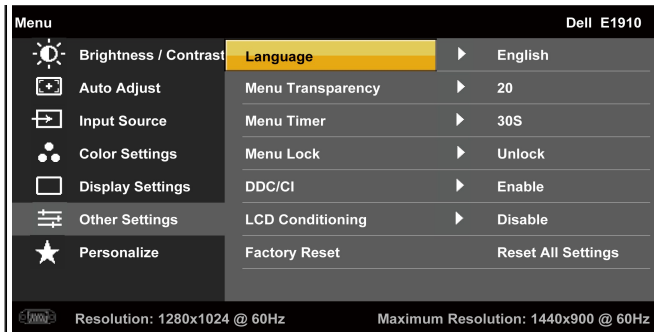 Menu Dell E1910
Brightness / Contrast Language English
Auto Adjust Menu Transparency 20
Input Source Menu Timer 30S
Color Settings Menu Lock Unlock
Display Settings DDC/CI Enable
Other Settings LCD Conditioning Disable
Personalize Factory Reset Reset All Settings
Resolution: 1280x1024 @ 60Hz Maximum Resolution: 1440x900 @ 60Hz